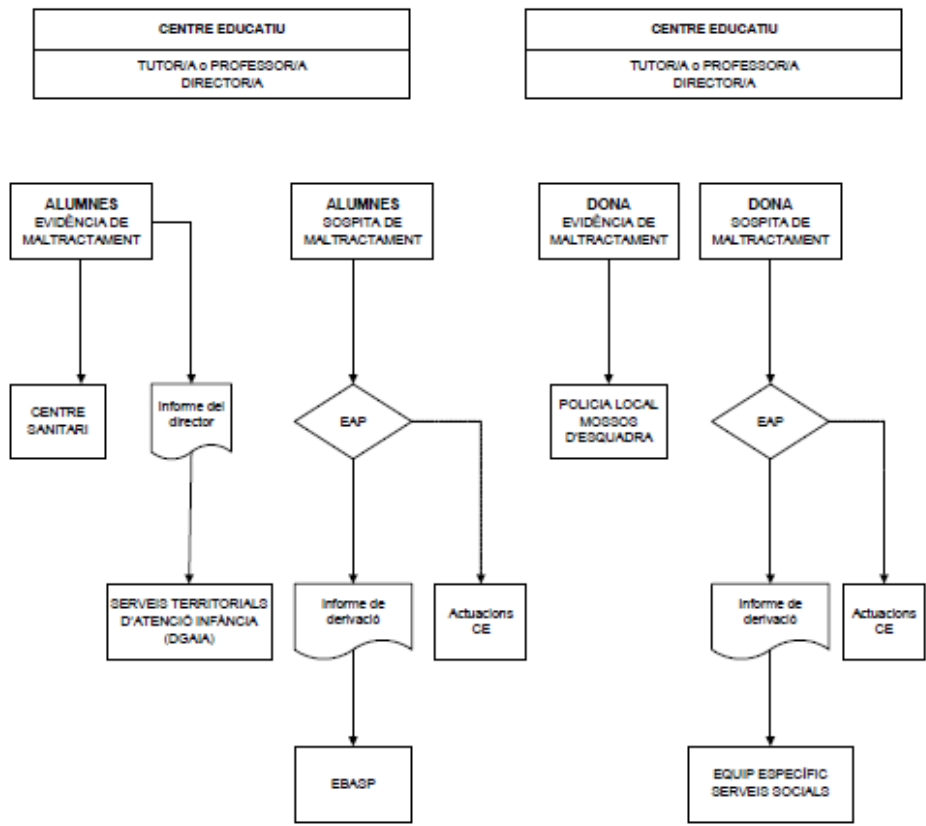 CENTRE EDUCATIU
TUTOR/A o PROFESSOR/A
DIRECTOR/A
CENTRE EDUCATIU
TUTOR/A o PROFESSOR/A
DIRECTOR/A
ALUMNES
EVIDÈNCIA DE
MALTRACTAMENT
ALUMNES
SOSPITA DE
MALTRACTAMENT
DONA
EVIDÈNCIA DE
MALTRACTAMENT
DONA
SOSPITA DE
MALTRACTAMENT
CENTRE
SANITARI
Informe del
director
EAP
POLICIA LOCAL
MOSSOS
D'ESQUADRA
EAP
SERVEIS TERRITORIALS
D'ATENCIÓ INFÀNCIA
(DGAIA)
Informe de
derivació
Actuacions
CE
Informe de
derivació
Actuacions
CE
EBASP
EQUIP ESPECÍFIC
SERVEIS SOCIALS